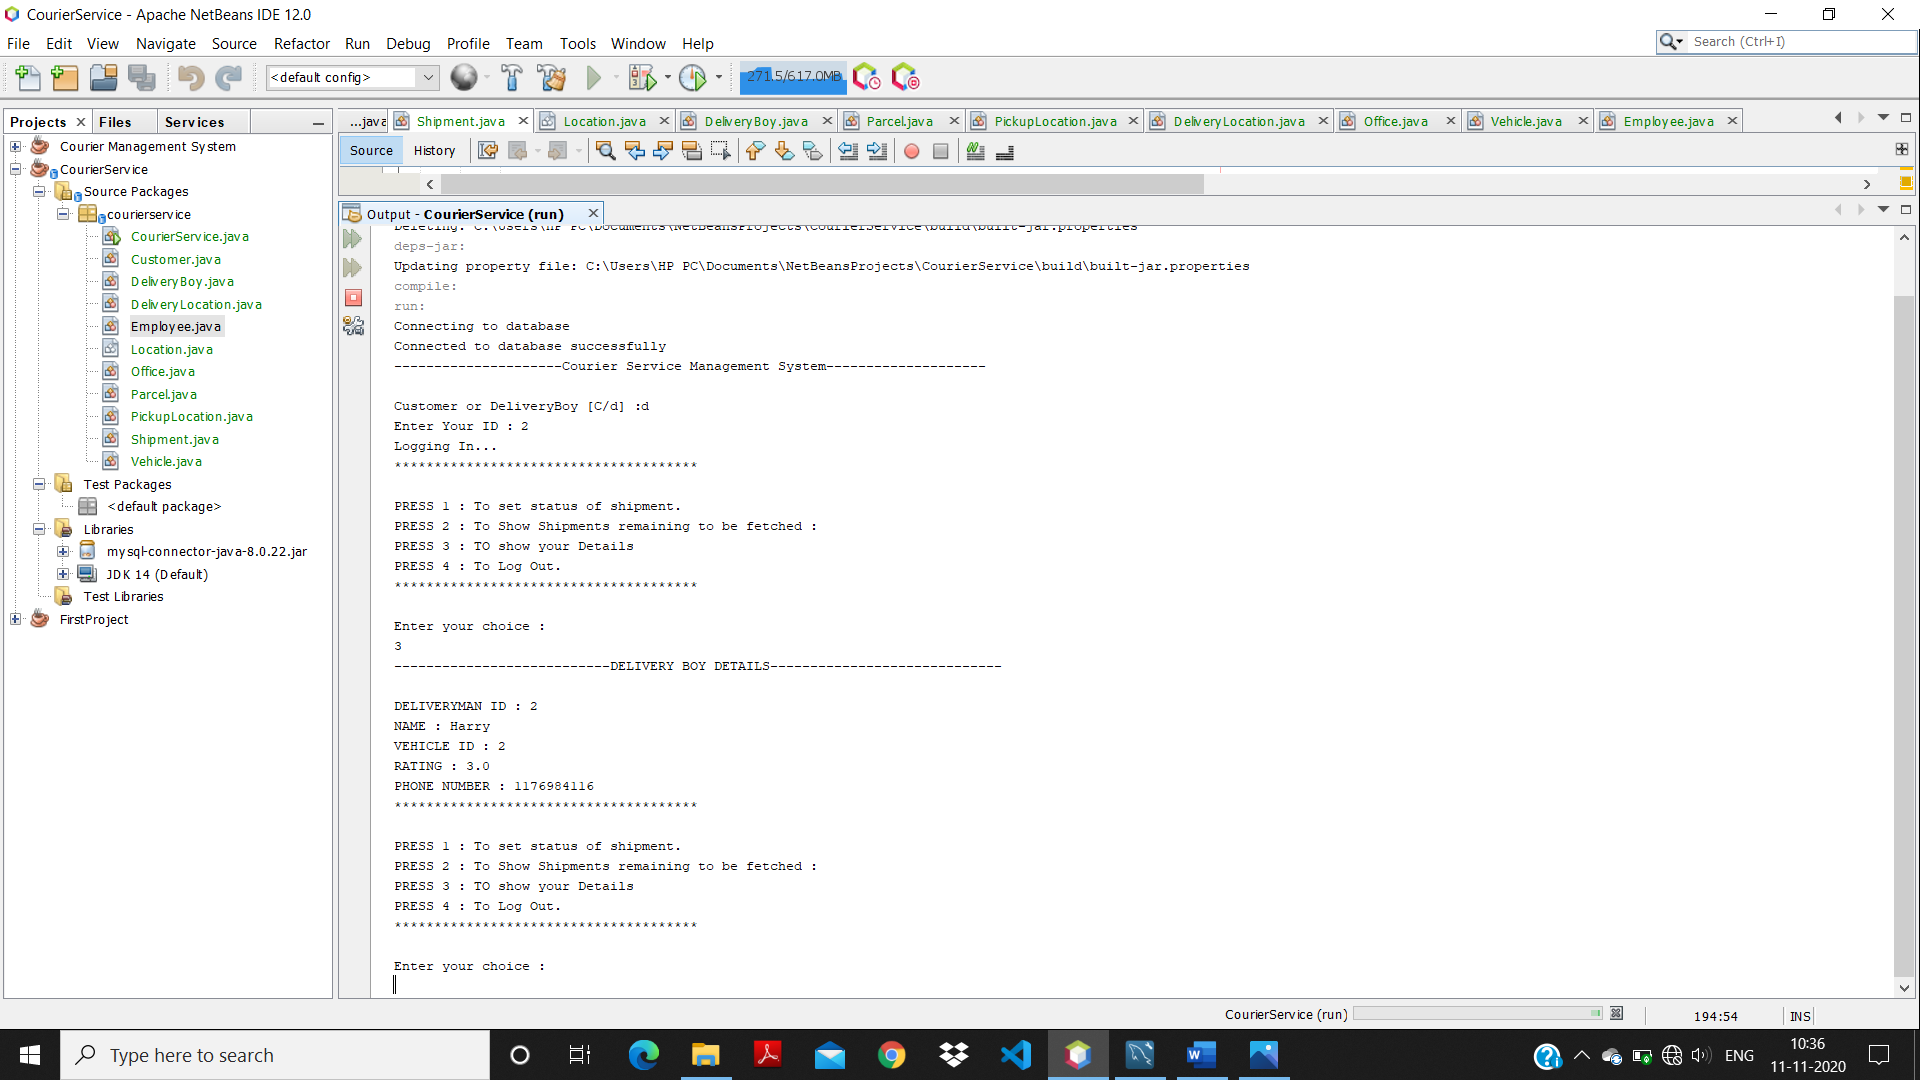 CourierService - Apache NetBeans IDE 12.0
File Edit View Navigate Source Refactor Run Debug Profile Team Tools Window Help
Search (Ctrl+I)
<default config>
271.5/617.0MB
Projects Files Services
...java Shipment.java Location.java DeliveryBoy.java Parcel.java PickupLocation.java DeliveryLocation.java Office.java Vehicle.java Employee.java
Source History
Courier Management System
CourierService
Source Packages
courierservice
CourierService.java
Customer.java
DeliveryBoy.java
DeliveryLocation.java
Employee.java
Location.java
Office.java
Parcel.java
PickupLocation.java
Shipment.java
Vehicle.java
Test Packages
<default package>
Libraries
mysql-connector-java-8.0.22.jar
JDK 14 (Default)
Test Libraries
FirstProject
Output - CourierService (run)
Deleting: C:\Users\HP PC\Documents\NetBeansProjects\CourierService\build\built-jar.properties
deps-jar:
Updating property file: C:\Users\HP PC\Documents\NetBeansProjects\CourierService\build\built-jar.properties
compile:
run:
Connecting to database
Connected to database successfully
---------------------Courier Service Management System--------------------
Customer or DeliveryBoy [C/d] :d
Enter Your ID : 2
Logging In...
**************************************
PRESS 1 : To set status of shipment.
PRESS 2 : To Show Shipments remaining to be fetched :
PRESS 3 : TO show your Details
PRESS 4 : To Log Out.
**************************************
Enter your choice :
3
---------------------------DELIVERY BOY DETAILS-----------------------------
DELIVERYMAN ID : 2
NAME : Harry
VEHICLE ID : 2
RATING : 3.0
PHONE NUMBER : 1176984116
**************************************
PRESS 1 : To set status of shipment.
PRESS 2 : To Show Shipments remaining to be fetched :
PRESS 3 : TO show your Details
PRESS 4 : To Log Out.
**************************************
Enter your choice :
CourierService (run)
194:54
INS
Type here to search
ENG
10:36
11-11-2020